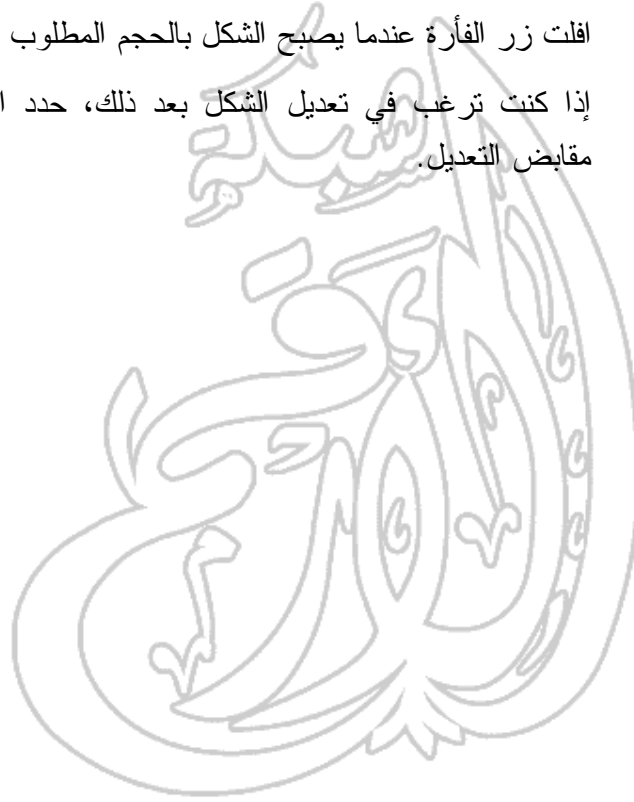 افلت زر الفأرة عندما يصبح الشكل بالحجم المطلوب
إذا كنت ترغب في تعديل الشكل بعد ذلك، حدد
مقابض التعديل.
شبكة